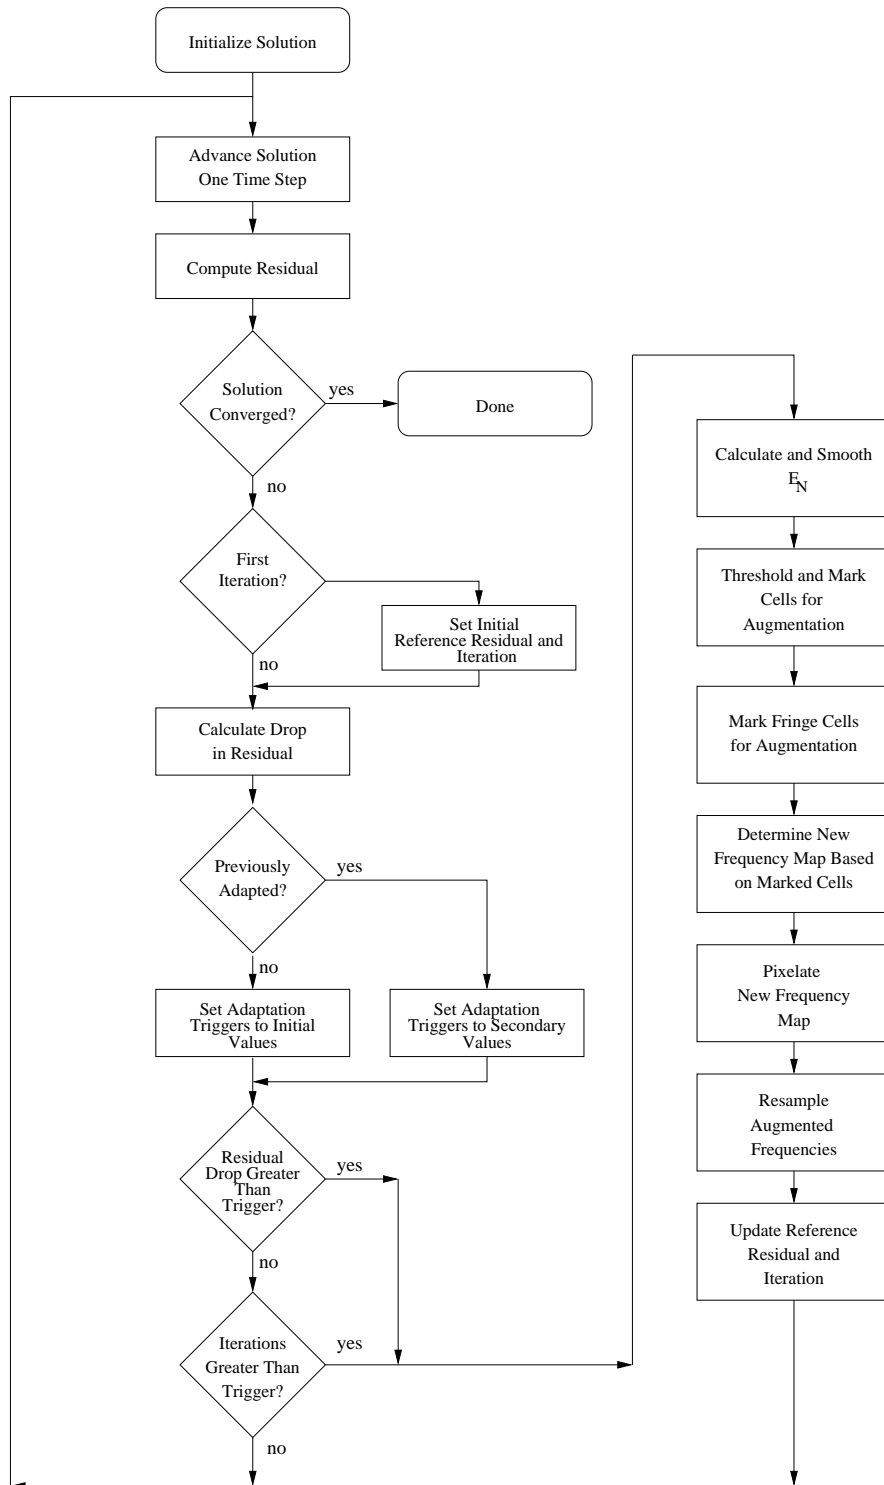 Initialize Solution
Advance Solution
One Time Step
Compute Residual
Solution
Converged?
yes
Done
no
First
Iteration?
Set Initial
Reference Residual and
Iteration
no
Calculate Drop
in Residual
Previously
Adapted?
yes
no
Set Adaptation
Triggers to Initial
Values
Set Adaptation
Triggers to Secondary
Values
Residual
Drop Greater
Than
Trigger?
yes
no
Iterations
Greater Than
Trigger?
yes
no
Calculate and Smooth
E_N
Threshold and Mark
Cells for
Augmentation
Mark Fringe Cells
for Augmentation
Determine New
Frequency Map Based
on Marked Cells
Pixelate
New Frequency
Map
Resample
Augmented
Frequencies
Update Reference
Residual and
Iteration